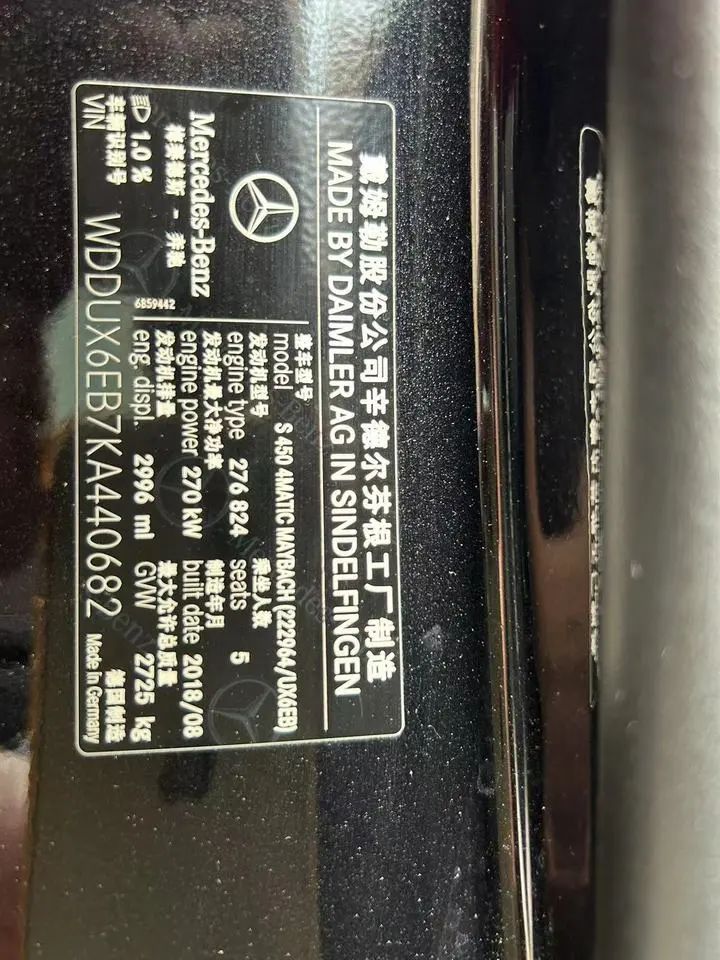 戴姆勒股份公司辛德尔芬根工厂制造
MADE BY DAIMLER AG IN SINDELFINGEN
Mercedes-Benz
梅赛德斯 - 奔驰
6859442
整车型号
model S 450 4MATIC MAYBACH (222964/UX6EB)
发动机型号 乘坐人数
engine type 276 824 seats 5
发动机最大净功率 制造年月
engine power 270 kW built date 2018/08
发动机排量 最大允许总质量
eng. displ. 2996 ml GVW 2725 kg
1.0 %
车辆识别号 德国制造
VIN WDDUX6EB7KA440682 Made in Germany